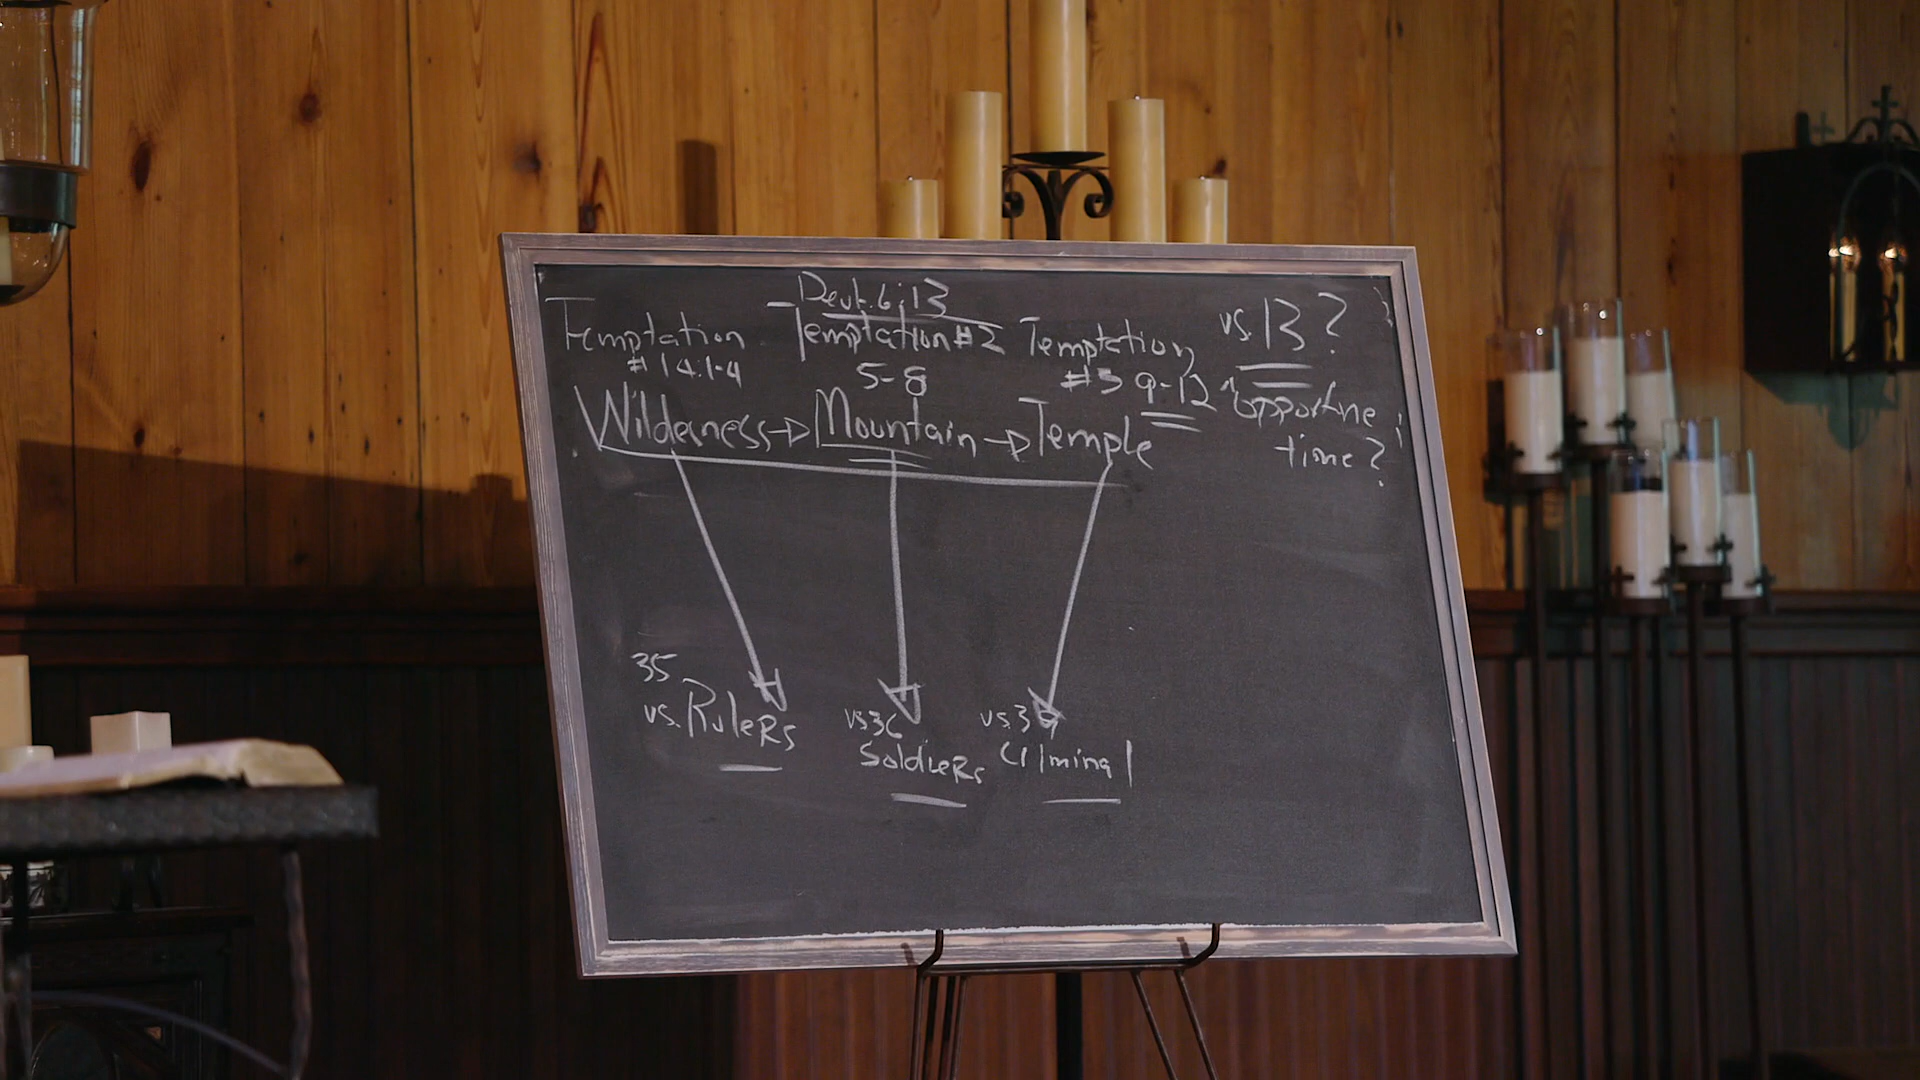 Deut. 6:13
Temptation
#1 4:1-4
Temptation #2
5-8
Temptation
#3 9-12
vs. 13?
"opportune
time?
Wilderness → Mountain → Temple
35
vs. Rulers
vs 36
Soldiers
vs. 39
Criminal